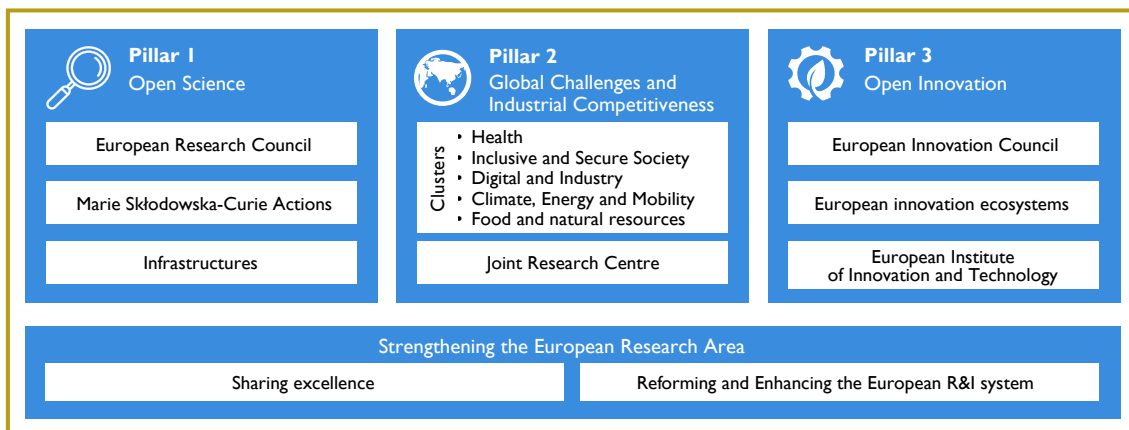 Pillar 1
Open Science
European Research Council
Marie Skłodowska-Curie Actions
Infrastructures
Pillar 2
Global Challenges and
Industrial Competitiveness
Clusters
• Health
• Inclusive and Secure Society
• Digital and Industry
• Climate, Energy and Mobility
• Food and natural resources
Joint Research Centre
Pillar 3
Open Innovation
European Innovation Council
European innovation ecosystems
European Institute
of Innovation and Technology
Strengthening the European Research Area
Sharing excellence
Reforming and Enhancing the European R&I system